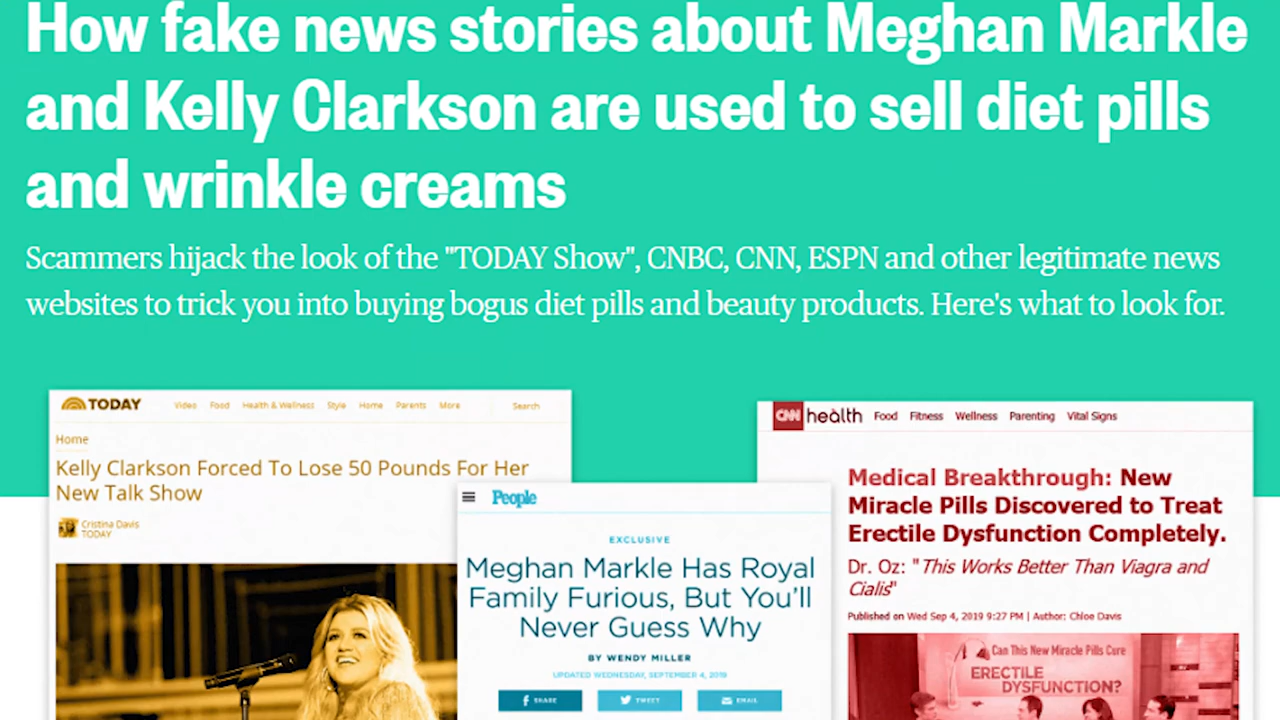 How fake news stories about Meghan Markle
and Kelly Clarkson are used to sell diet pills
and wrinkle creams
Scammers hijack the look of the "TODAY Show", CNBC, CNN, ESPN and other legitimate news
websites to trick you into buying bogus diet pills and beauty products. Here's what to look for.
TODAY Video Food Health & Wellness Style Home Parents More Search
Home
Kelly Clarkson Forced To Lose 50 Pounds For Her
New Talk Show
Cristina Davis
TODAY
People
EXCLUSIVE
Meghan Markle Has Royal
Family Furious, But You'll
Never Guess Why
BY WENDY MILLER
UPDATED WEDNESDAY, SEPTEMBER 4, 2019
SHARE TWEET EMAIL
CNN health Food Fitness Wellness Parenting Vital Signs
Medical Breakthrough: New
Miracle Pills Discovered to Treat
Erectile Dysfunction Completely.
Dr. Oz: "This Works Better Than Viagra and
Cialis"
Published on Wed Sep 4, 2019 9:27 PM | Author: Chloe Davis
Can This New Miracle Pills Cure
ERECTILE
DYSFUNCTION?